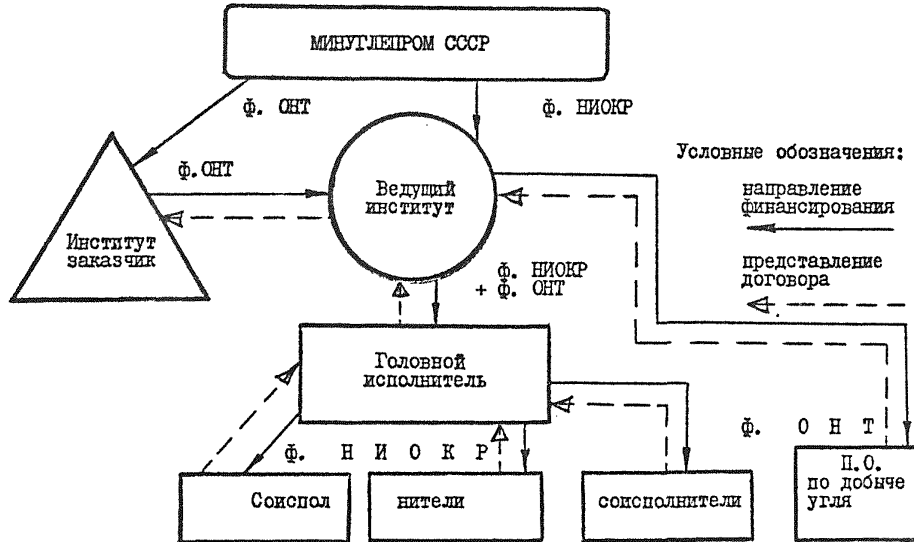 МИНУГЛЕПРОМ СССР
ф. ОНТ
ф. НИОКР
ф.ОНТ
Ведущий
институт
Условные обозначения:
направление
финансирования
Институт
заказчик
ф. НИОКР
+ ф. ОНТ
представление
договора
Головной
исполнитель
ф. Н И О К Р
ф. О Н Т
Соиспол
нители
соисполнители
П.О.
по добыче
угля